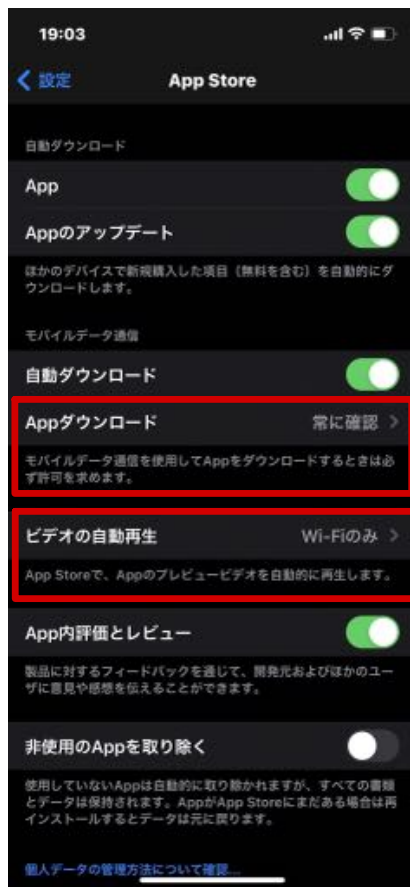 19:03
設定
App Store
自動ダウンロード
App
Appのアップデート
ほかのデバイスで新規購入した項目（無料を含む）を自動的にダ
ウンロードします。
モバイルデータ通信
自動ダウンロード
Appダウンロード 常に確認
モバイルデータ通信を使用してAppをダウンロードするときは必
ず許可を求めます。
ビデオの自動再生 Wi-Fiのみ
App Storeで、Appのプレビュービデオを自動的に再生します。
App内評価とレビュー
製品に対するフィードバックを通じて、開発元およびほかのユー
ザに意見や感想を伝えることができます。
非使用のAppを取り除く
使用していないAppは自動的に取り除かれますが、すべての書類
とデータは保持されます。AppがApp Storeにまだある場合は再
インストールするとデータは元に戻ります。
個人データの管理方法について確認...